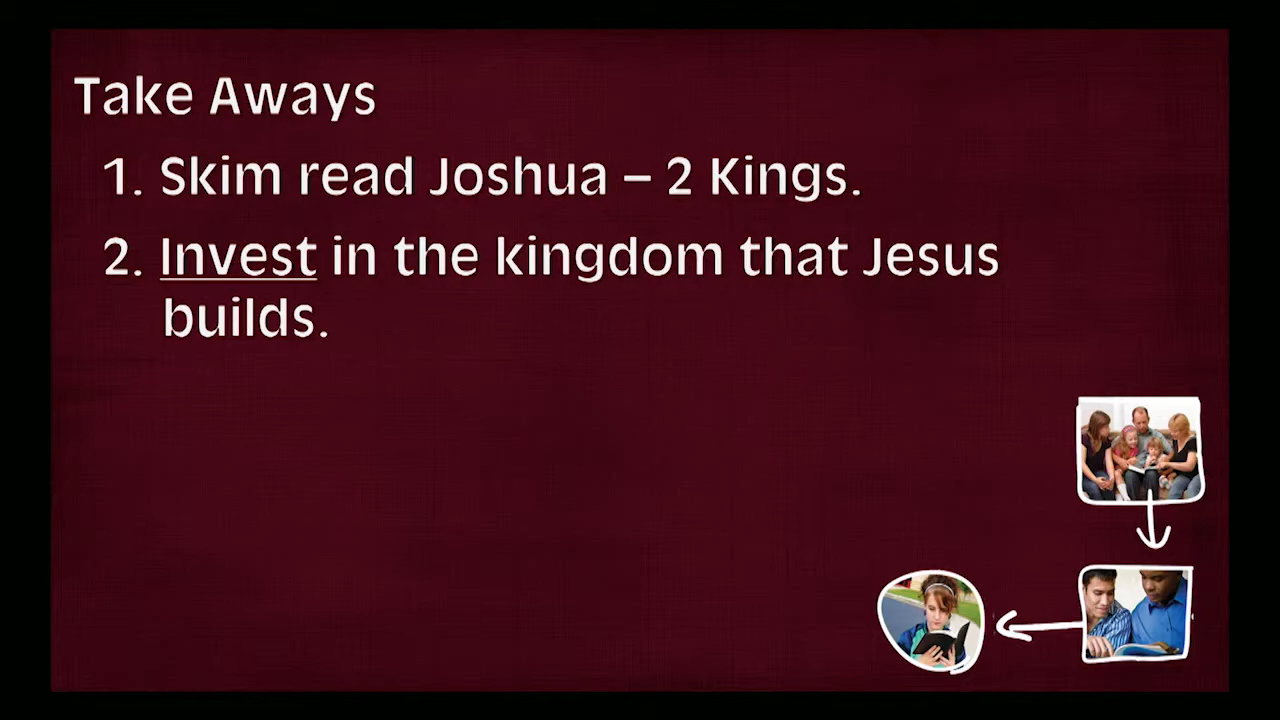 Take Aways
1. Skim read Joshua – 2 Kings.
2. Invest in the kingdom that Jesus
builds.